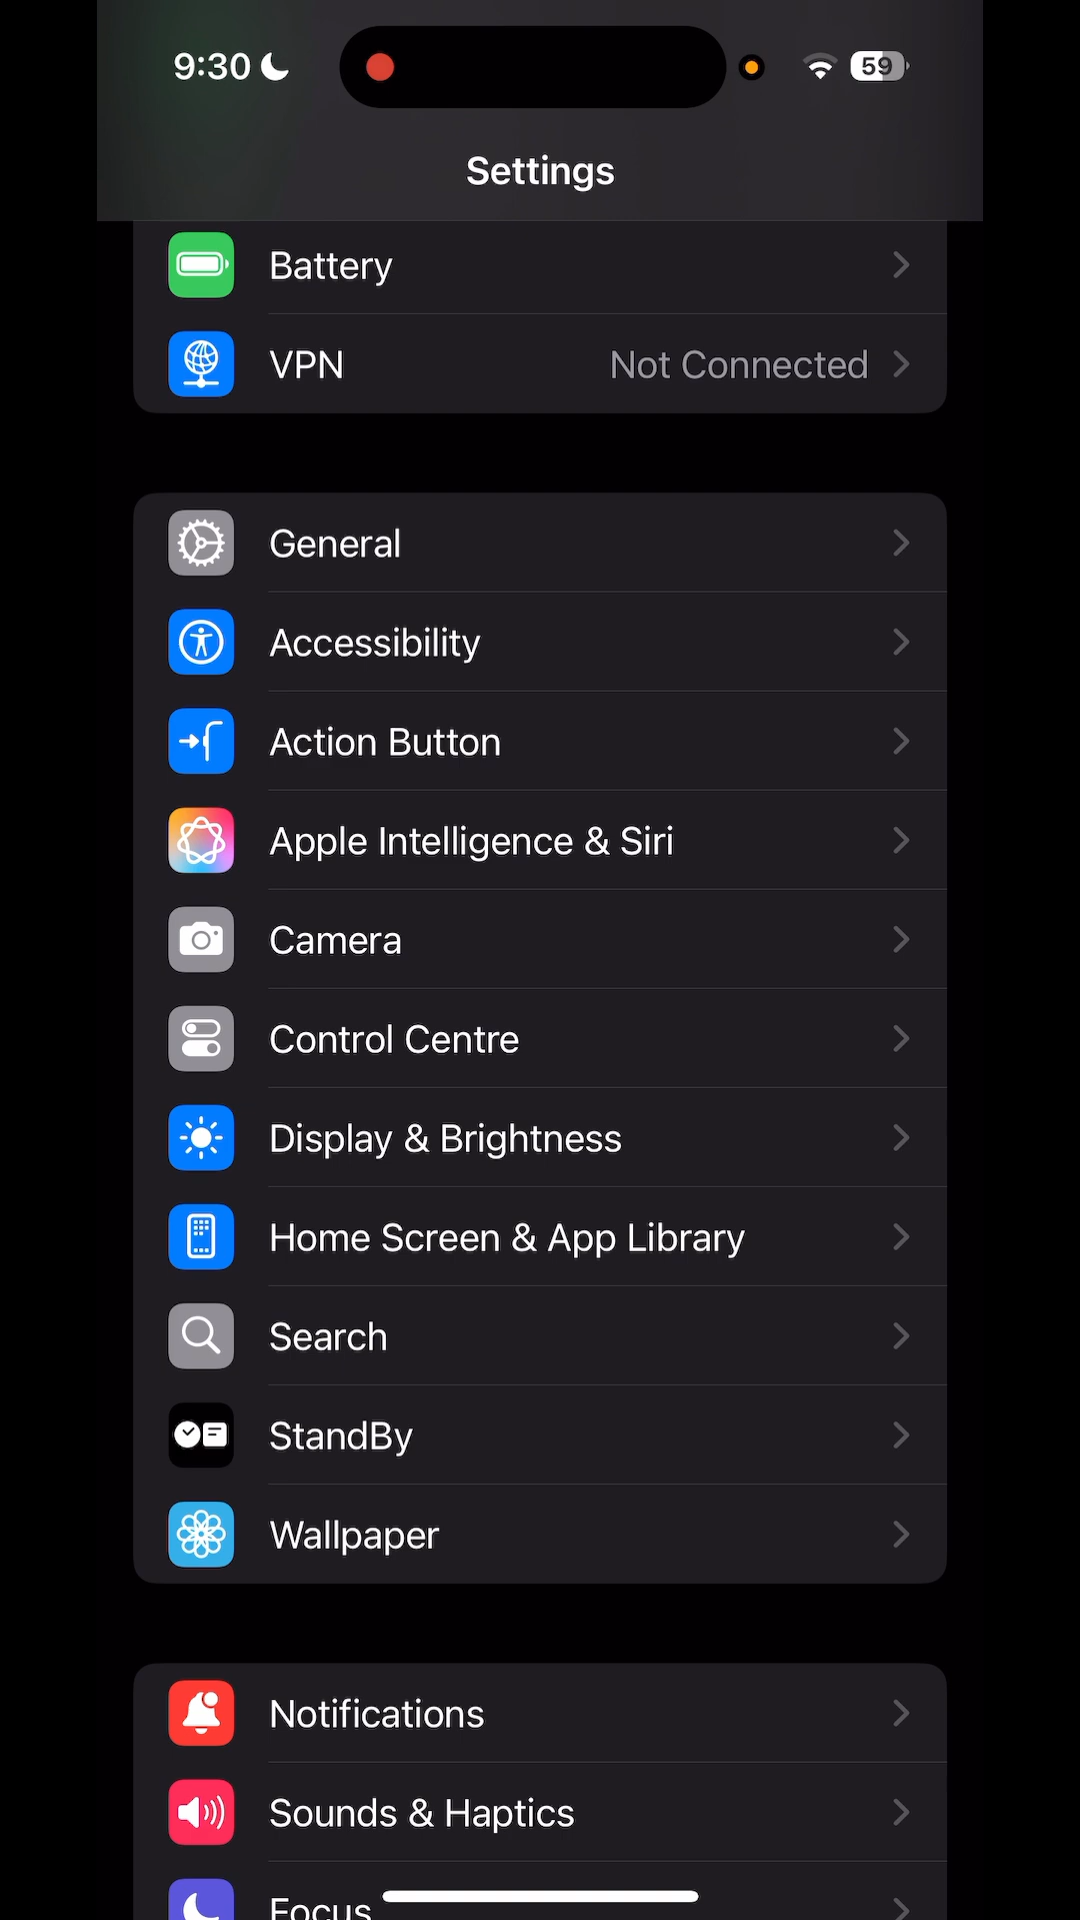 9:30 59
Settings
Battery
VPN Not Connected
General
Accessibility
Action Button
Apple Intelligence & Siri
Camera
Control Centre
Display & Brightness
Home Screen & App Library
Search
StandBy
Wallpaper
Notifications
Sounds & Haptics
Focus